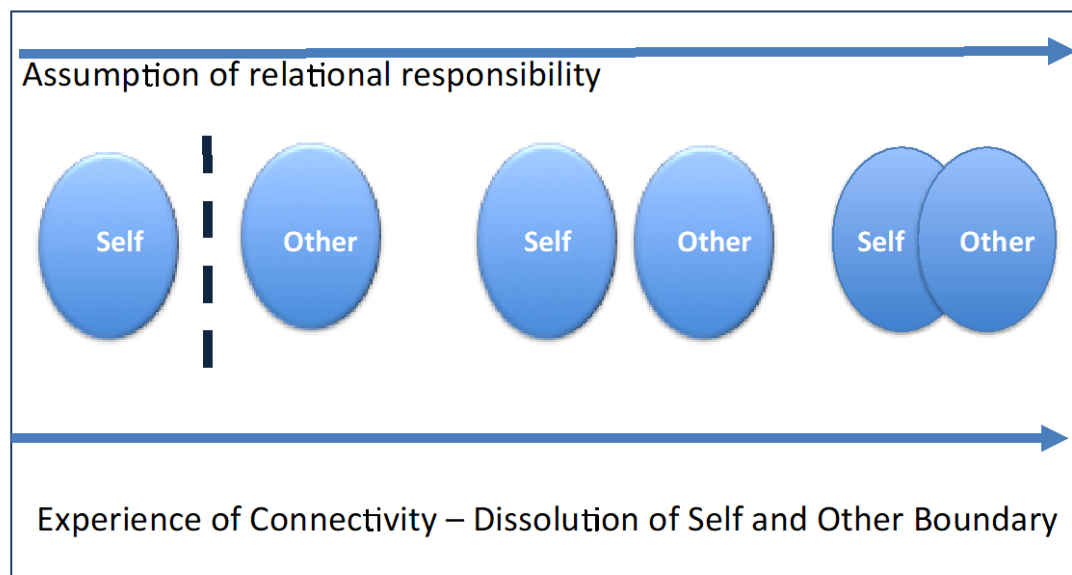 Assumption of relational responsibility
Self Other Self Other Self Other
Experience of Connectivity – Dissolution of Self and Other Boundary